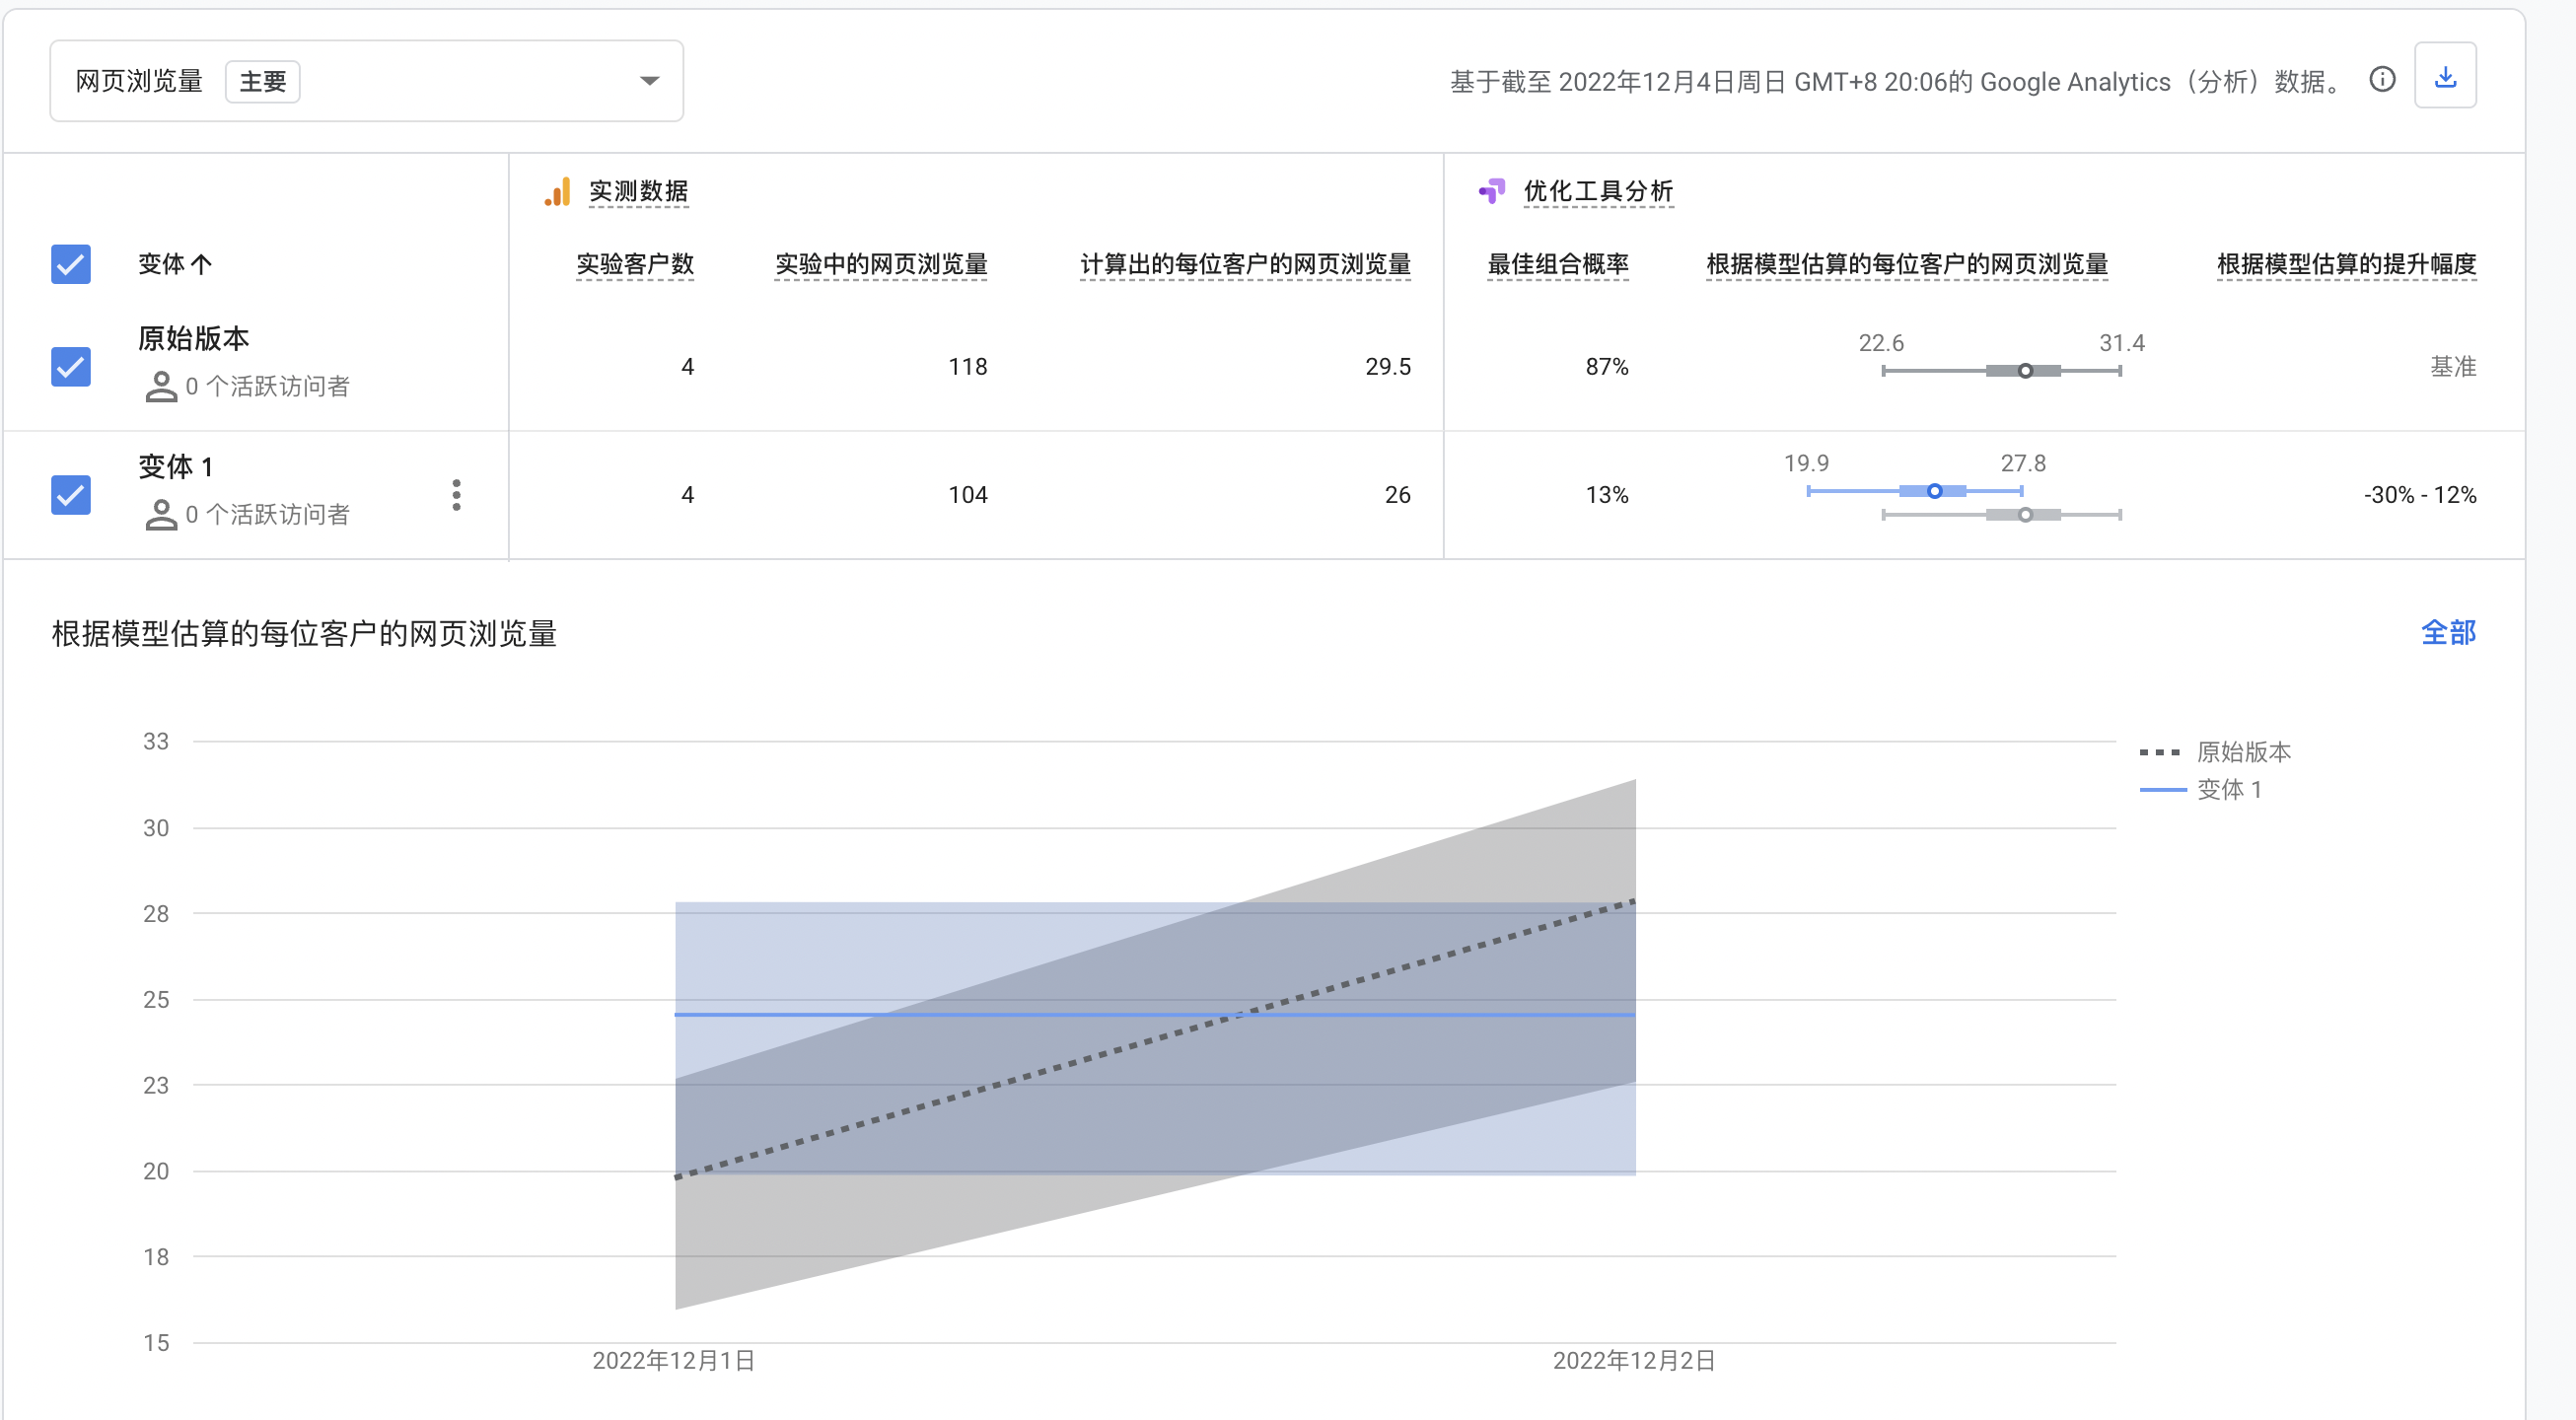 网页浏览量 主要
基于截至 2022年12月4日周日 GMT+8 20:06的 Google Analytics（分析）数据。
实测数据
优化工具分析
变体 实验客户数 实验中的网页浏览量 计算出的每位客户的网页浏览量 最佳组合概率 根据模型估算的每位客户的网页浏览量 根据模型估算的提升幅度
原始版本
0 个活跃访问者
4 118 29.5 87% 22.6 31.4 基准
变体 1
0 个活跃访问者
4 104 26 13% 19.9 27.8 -30% - 12%
根据模型估算的每位客户的网页浏览量
全部
33
30
28
25
23
20
18
15
2022年12月1日 2022年12月2日
原始版本
变体 1